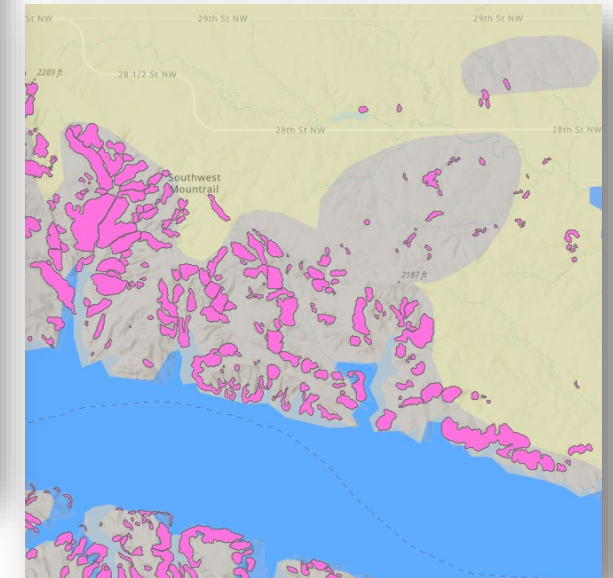 St NW
29th St NW
29th St NW
2289 ft
28 1/2 St NW
28th St NW
28th St NW
Southwest
Mountrail
2187 ft